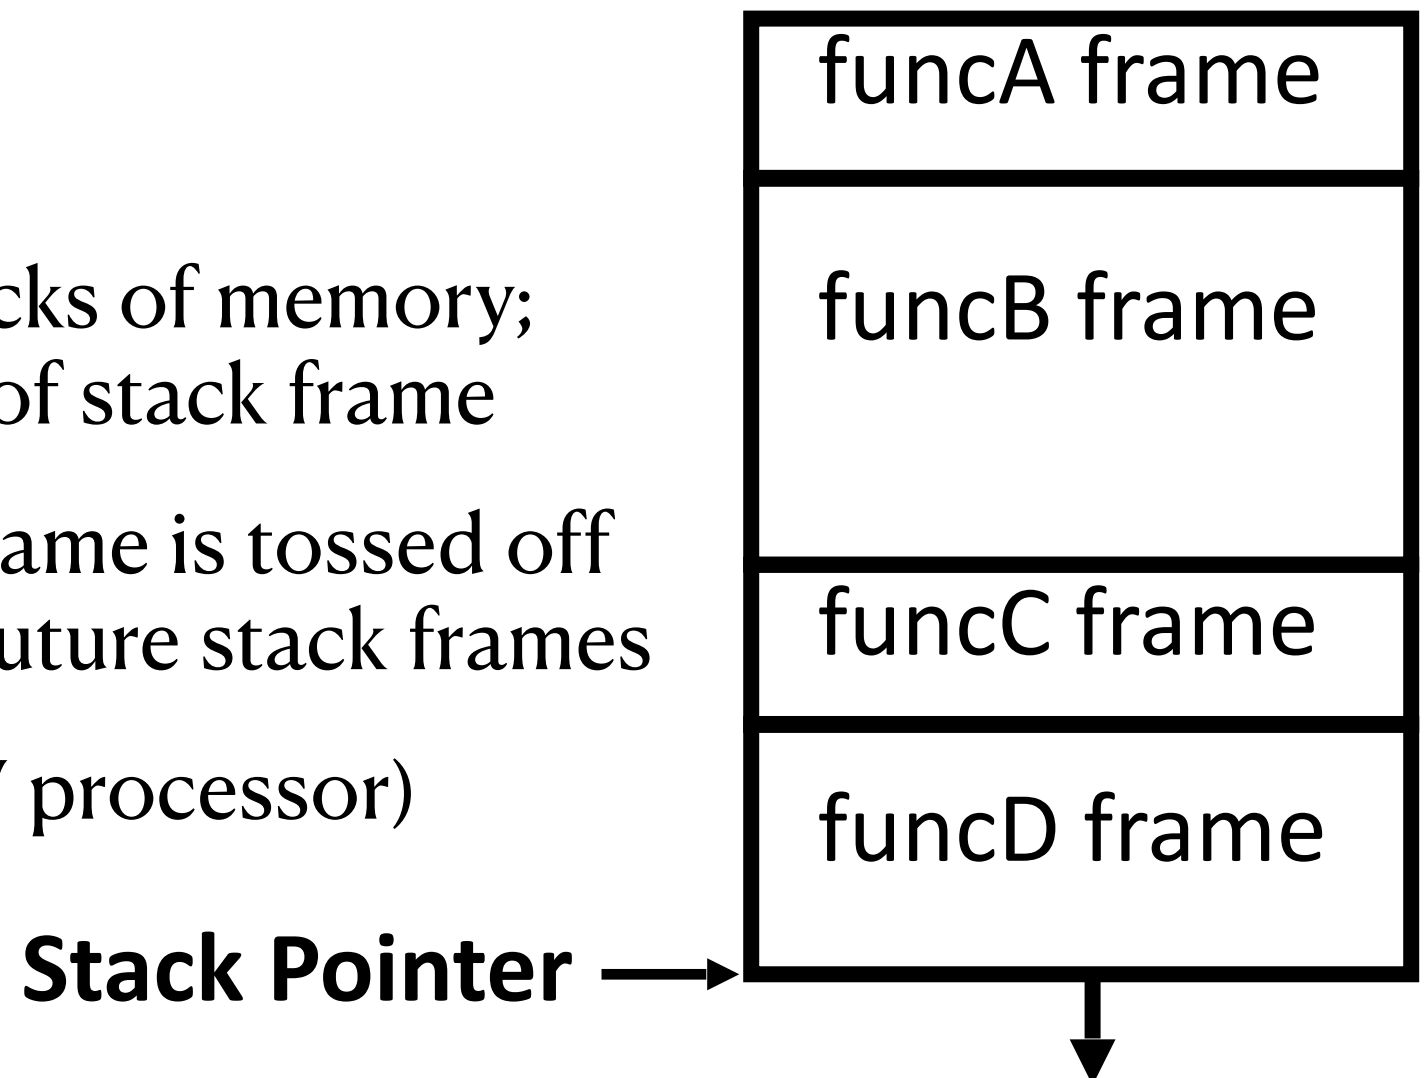 cks of memory;
of stack frame
ame is tossed off
uture stack frames
processor)
Stack Pointer
funcA frame
funcB frame
funcC frame
funcD frame